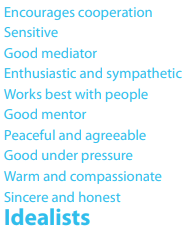 Encourages cooperation
Sensitive
Good mediator
Enthusiastic and sympathetic
Works best with people
Good mentor
Peaceful and agreeable
Good under pressure
Warm and compassionate
Sincere and honest
Idealists